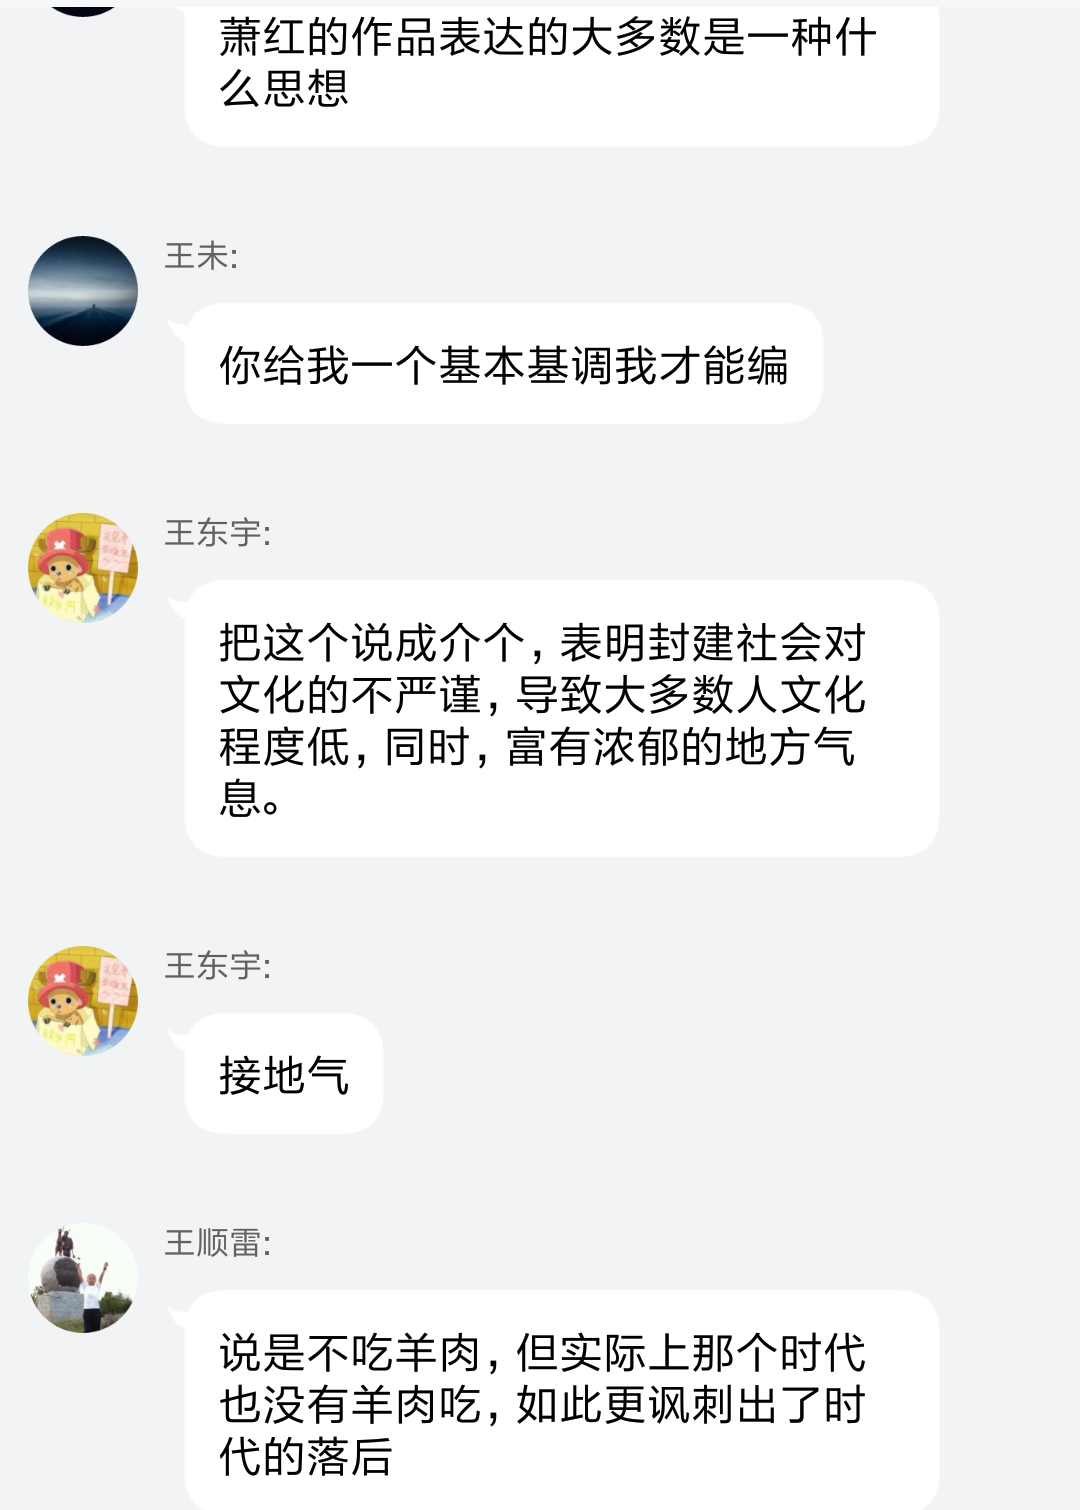 萧红的作品表达的大多数是一种什
么思想
王未:
你给我一个基本基调我才能编
王东宇:
把这个说成介个，表明封建社会对
文化的不严谨，导致大多数人文化
程度低，同时，富有浓郁的地方气
息。
王东宇:
接地气
王顺雷:
说是不吃羊肉，但实际上那个时代
也没有羊肉吃，如此更讽刺出了时
代的落后